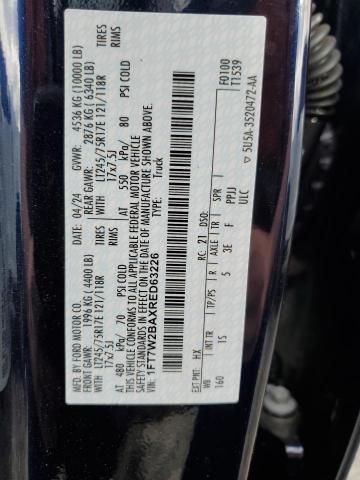 MFD. BY FORD MOTOR CO.
04/24 GVWR: 4536 KG (10000 LB)
FRONT GAWR: 1996 KG (4400 LB) REAR GAWR: 2876 KG (6340 LB)
LT245/75R17E 121/118R TIRES WITH LT245/75R17E 121/118R TIRES
17x7.5J RIMS 17x7.5J RIMS
AT 480 kPa/ 70 PSI COLD AT 550 kPa/ 80 PSI COLD
THIS VEHICLE CONFORMS TO ALL APPLICABLE FEDERAL MOTOR VEHICLE
SAFETY STANDARDS IN EFFECT ON THE DATE OF MANUFACTURE SHOWN ABOVE.
VIN: 1FT7W2BAXRED63226 TYPE: Truck
F0100
T1539
EXT PNT: HX RC: 21 DSO:
WB INT TR TP/PS R AXLE TR SPR
160 1S 5 3E F PPJJ
ULC
5U5A-3520472-AA